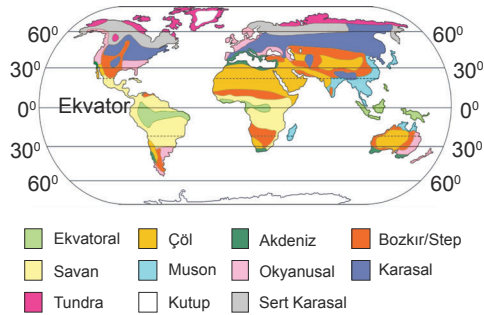 60⁰ 60⁰
30⁰ 30⁰
Ekvator 0⁰ 0⁰
30⁰ 30⁰
60⁰ 60⁰
Ekvatoral Çöl Akdeniz Bozkır/Step
Savan Muson Okyanusal Karasal
Tundra Kutup Sert Karasal